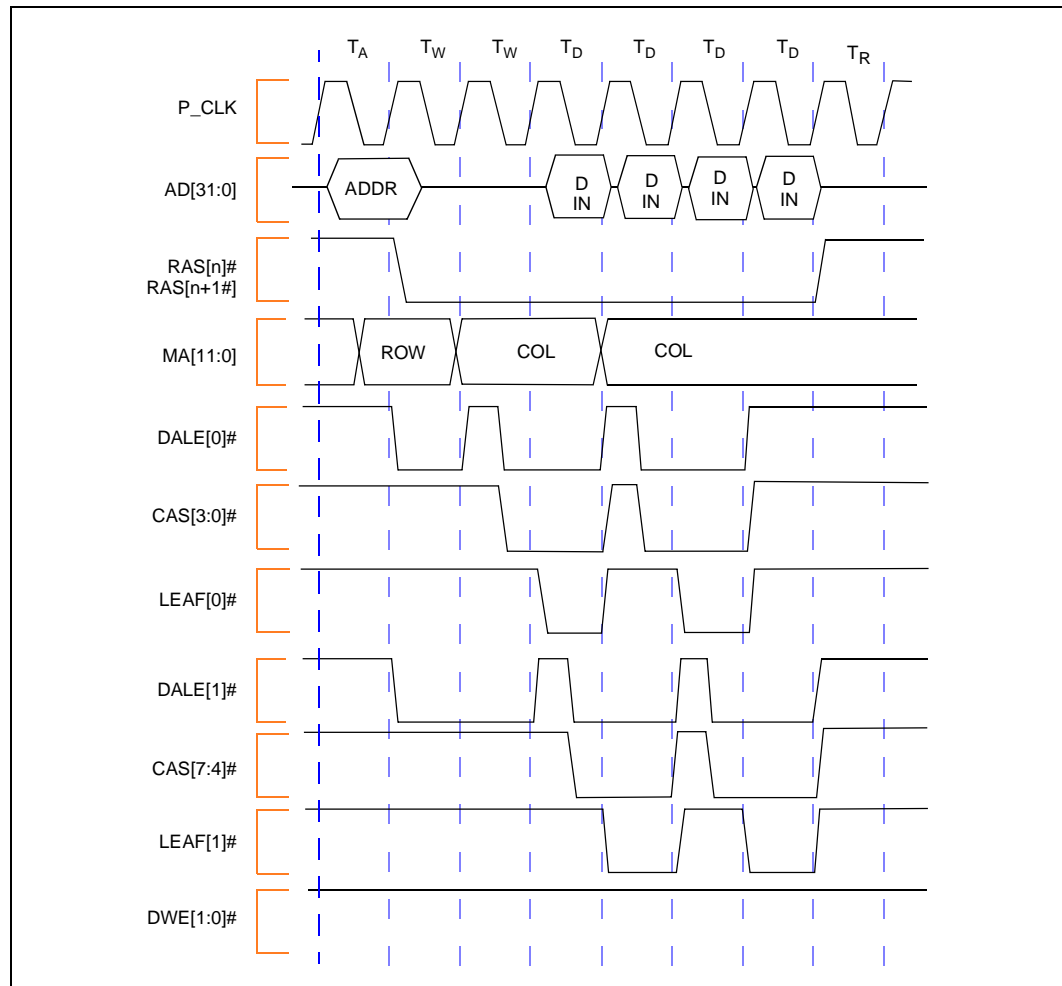 TA TW TW TD TD TD TD TR
P_CLK
AD[31:0] ADDR D IN D IN D IN D IN
RAS[n]#
RAS[n+1#]
MA[11:0] ROW COL COL
DALE[0]#
CAS[3:0]#
LEAF[0]#
DALE[1]#
CAS[7:4]#
LEAF[1]#
DWE[1:0]#